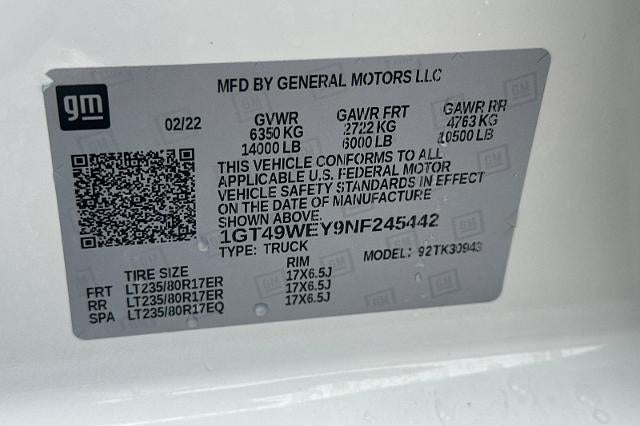 MFD BY GENERAL MOTORS LLC
gm
02/22 GVWR GAWR FRT GAWR RR
6350 KG 2722 KG 4763 KG
14000 LB 6000 LB 10500 LB
THIS VEHICLE CONFORMS TO ALL
APPLICABLE U.S. FEDERAL MOTOR
VEHICLE SAFETY STANDARDS IN EFFECT
ON THE DATE OF MANUFACTURE
SHOWN ABOVE.
1GT49WEY9NF245442
TYPE: TRUCK MODEL: 92TK30943
TIRE SIZE RIM
FRT LT235/80R17ER 17X6.5J
RR LT235/80R17ER 17X6.5J
SPA LT235/80R17EQ 17X6.5J